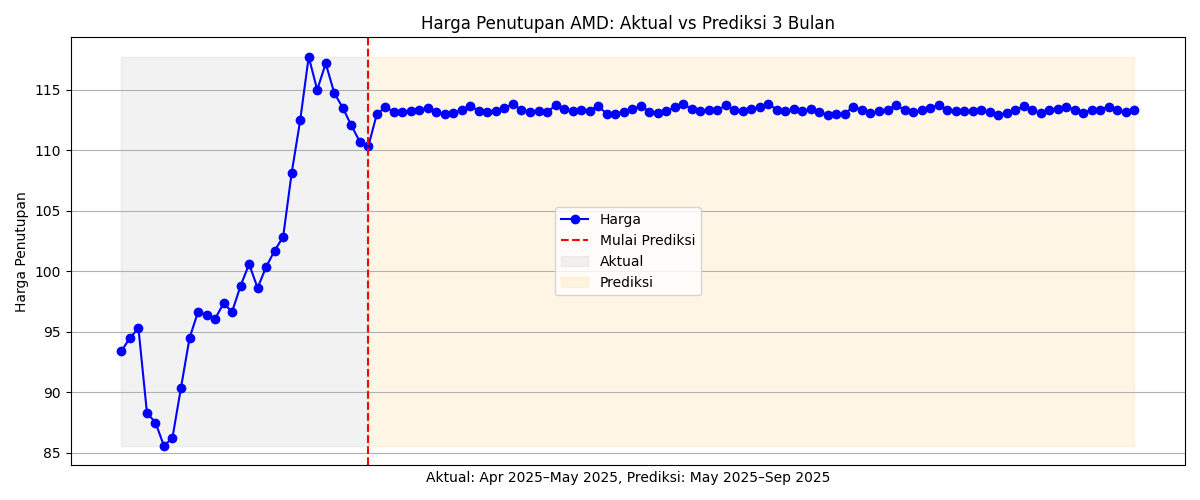 Harga Penutupan AMD: Aktual vs Prediksi 3 Bulan
Harga Penutupan
115
110
105
100
95
90
85
Harga
Mulai Prediksi
Aktual
Prediksi
Aktual: Apr 2025–May 2025, Prediksi: May 2025–Sep 2025